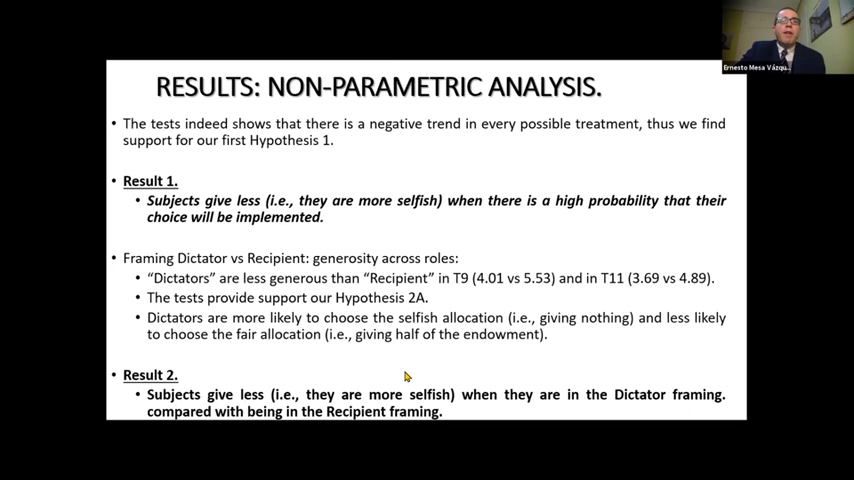 Ernesto Mesa Vázqu...
RESULTS: NON-PARAMETRIC ANALYSIS.
• The tests indeed shows that there is a negative trend in every possible treatment, thus we find
support for our first Hypothesis 1.
• Result 1.
• Subjects give less (i.e., they are more selfish) when there is a high probability that their
choice will be implemented.
• Framing Dictator vs Recipient: generosity across roles:
• “Dictators” are less generous than “Recipient” in T9 (4.01 vs 5.53) and in T11 (3.69 vs 4.89).
• The tests provide support our Hypothesis 2A.
• Dictators are more likely to choose the selfish allocation (i.e., giving nothing) and less likely
to choose the fair allocation (i.e., giving half of the endowment).
• Result 2.
• Subjects give less (i.e., they are more selfish) when they are in the Dictator framing.
compared with being in the Recipient framing.